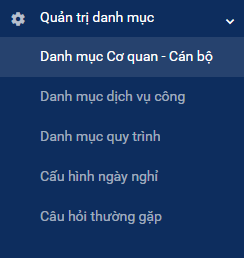 Quản trị danh mục
Danh mục Cơ quan - Cán bộ
Danh mục dịch vụ công
Danh mục quy trình
Cấu hình ngày nghỉ
Câu hỏi thường gặp